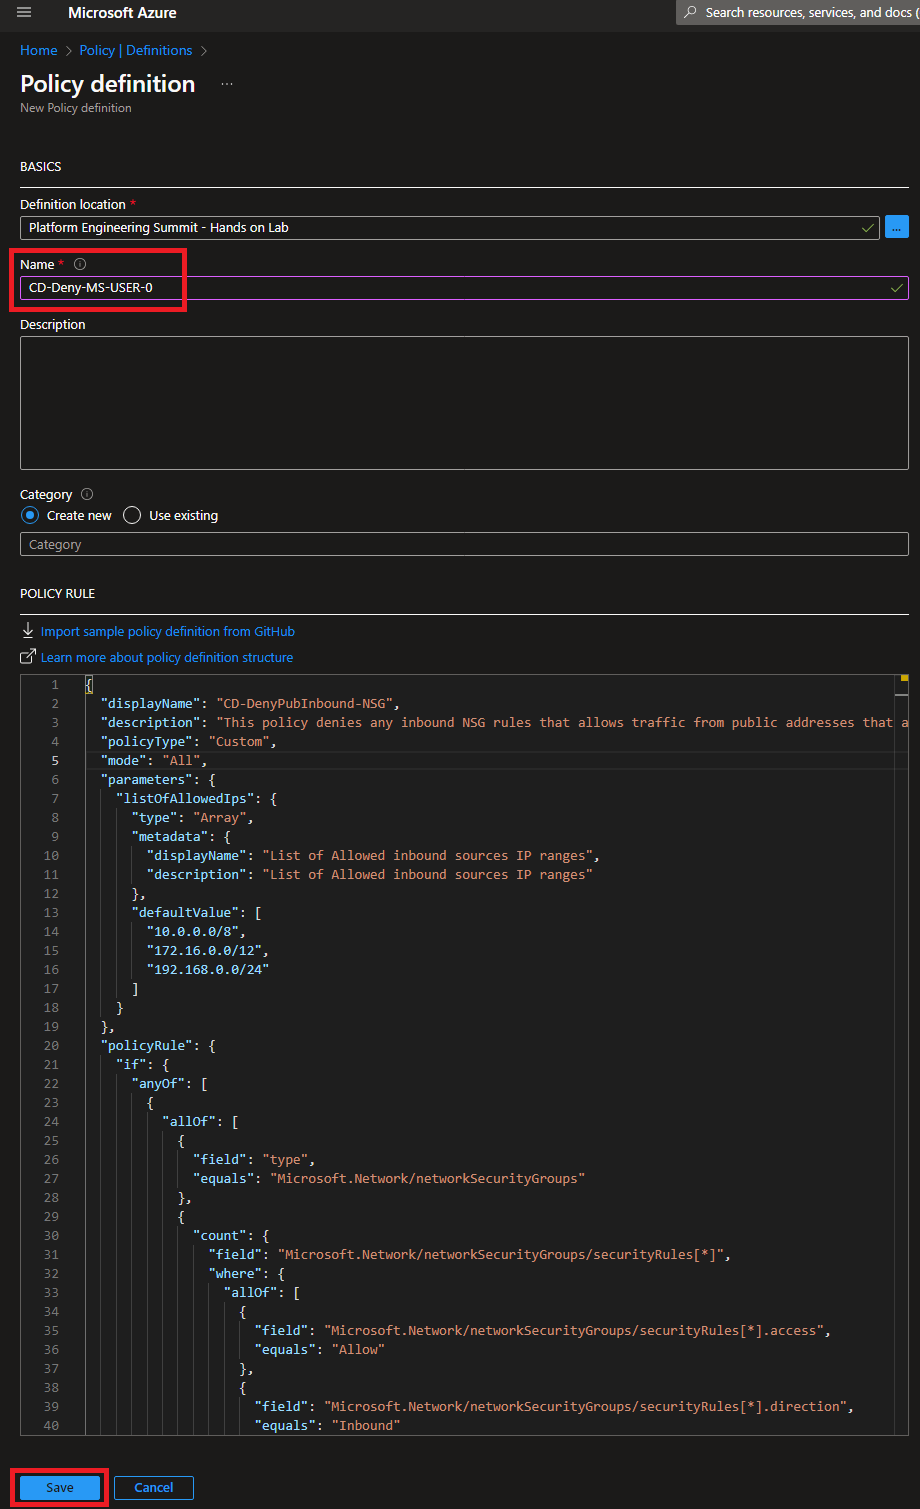 Microsoft Azure
Search resources, services, and docs (
Home > Policy | Definitions >
Policy definition ...
New Policy definition
BASICS
Definition location *
Platform Engineering Summit - Hands on Lab
...
Name *
CD-Deny-MS-USER-0
Description
Category
Create new Use existing
Category
POLICY RULE
Import sample policy definition from GitHub
Learn more about policy definition structure
1 {
2 "displayName": "CD-DenyPubInbound-NSG",
3 "description": "This policy denies any inbound NSG rules that allows traffic from public addresses that a
4 "policyType": "Custom",
5 "mode": "All",
6 "parameters": {
7 "listOfAllowedIps": {
8 "type": "Array",
9 "metadata": {
10 "displayName": "List of Allowed inbound sources IP ranges",
11 "description": "List of Allowed inbound sources IP ranges"
12 },
13 "defaultValue": [
14 "10.0.0.0/8",
15 "172.16.0.0/12",
16 "192.168.0.0/24"
17 ]
18 }
19 },
20 "policyRule": {
21 "if": {
22 "anyOf": [
23 {
24 "allOf": [
25 {
26 "field": "type",
27 "equals": "Microsoft.Network/networkSecurityGroups"
28 },
29 {
30 "count": {
31 "field": "Microsoft.Network/networkSecurityGroups/securityRules[*]",
32 "where": {
33 "allOf": [
34 {
35 "field": "Microsoft.Network/networkSecurityGroups/securityRules[*].access",
36 "equals": "Allow"
37 },
38 {
39 "field": "Microsoft.Network/networkSecurityGroups/securityRules[*].direction",
40 "equals": "Inbound"
Save Cancel